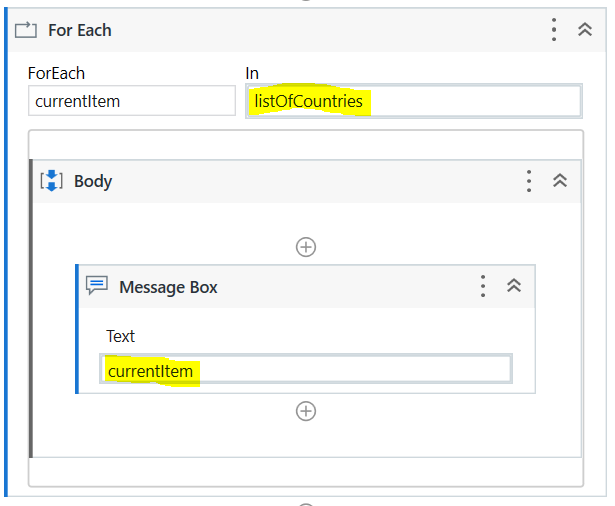 For Each
ForEach In
currentItem listOfCountries
Body
Message Box
Text
currentItem